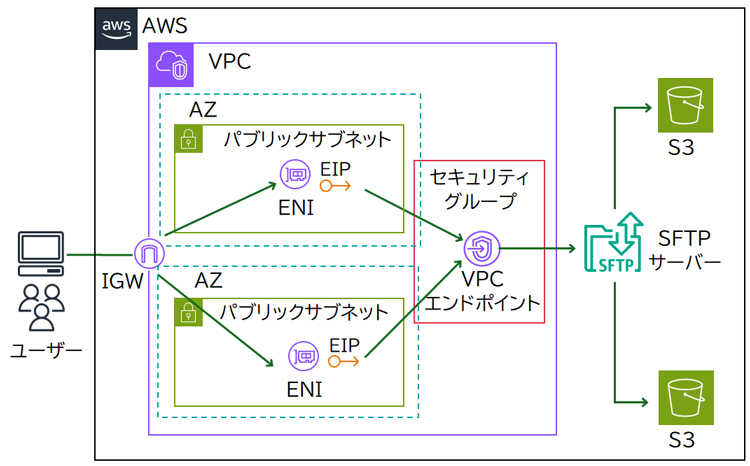 aws
AWS
VPC
AZ
パブリックサブネット
EIP
ENI
セキュリティ
グループ
S3
SFTP
SFTP
サーバー
VPC
エンドポイント
IGW
ユーザー
AZ
パブリックサブネット
EIP
ENI
S3